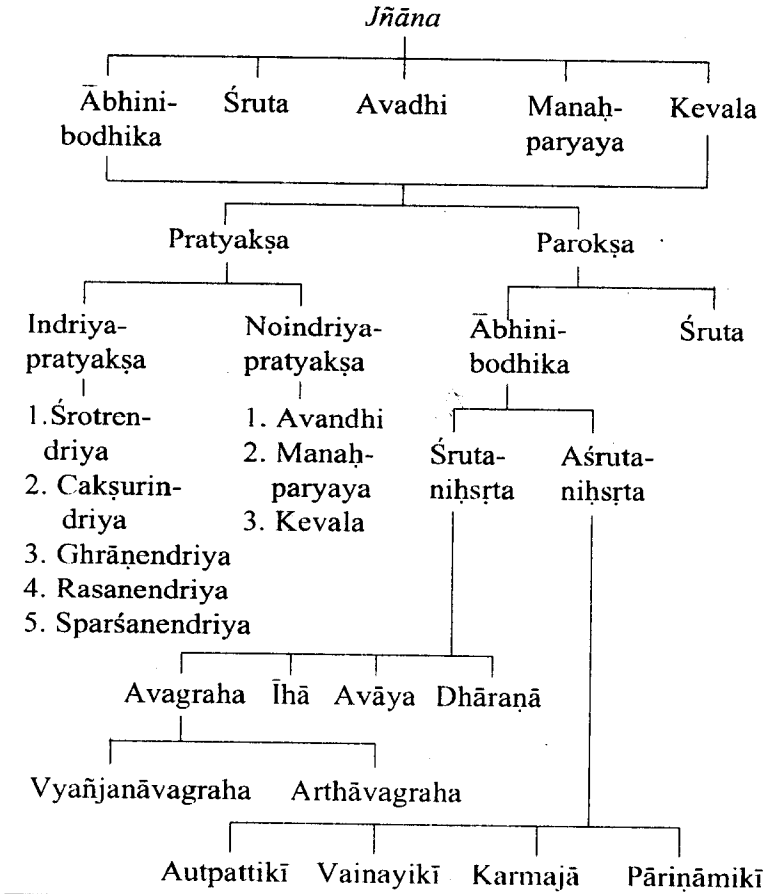 Jñāna
Ābhini- Śruta Avadhi Manaḥ- Kevala
bodhika paryaya
Pratyakṣa Parokṣa
Indriya- Noindriya- Ābhini- Śruta
pratyakṣa pratyakṣa bodhika
1. Śrotren- 1. Avandhi Śruta- Aśruta-
driya 2. Manaḥ- niḥsṛta niḥsṛta
2. Cakṣurin- paryaya
driya 3. Kevala
3. Ghrāṇendriya
4. Rasanendriya
5. Sparśanendriya
Avagraha Īhā Avāya Dhāraṇā
Vyañjanāvagraha Arthāvagraha
Autpattikī Vainayikī Karmajā Pāriṇāmikī